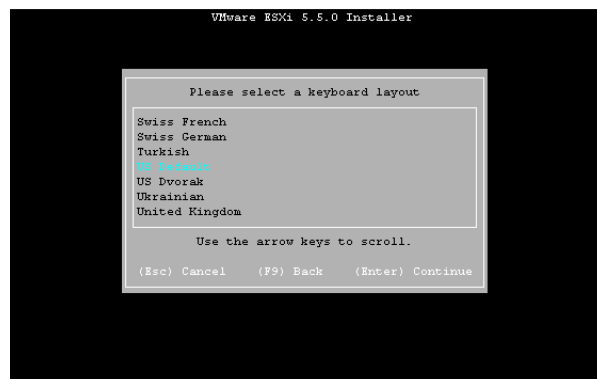 VMware ESXi 5.5.0 Installer
Please select a keyboard layout
Swiss French
Swiss German
Turkish
US Default
US Dvorak
Ukrainian
United Kingdom
Use the arrow keys to scroll.
(Esc) Cancel (F9) Back (Enter) Continue